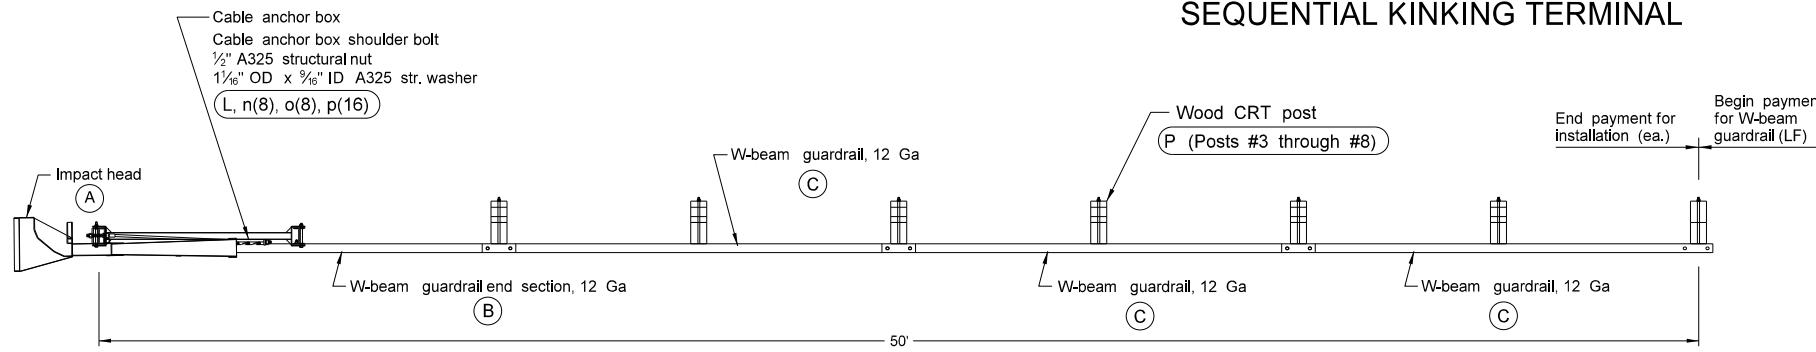 SEQUENTIAL KINKING TERMINAL
Cable anchor box
Cable anchor box shoulder bolt
½" A325 structural nut
1 1⁄16" OD x 9⁄16" ID A325 str. washer
L, n(8), o(8), p(16)
Wood CRT post
P (Posts #3 through #8)
End payment for
installation (ea.)
Begin paymen
for W-beam
guardrail (LF)
W-beam guardrail, 12 Ga
C
Impact head
A
W-beam guardrail end section, 12 Ga
B
W-beam guardrail, 12 Ga
C
W-beam guardrail, 12 Ga
C
50'